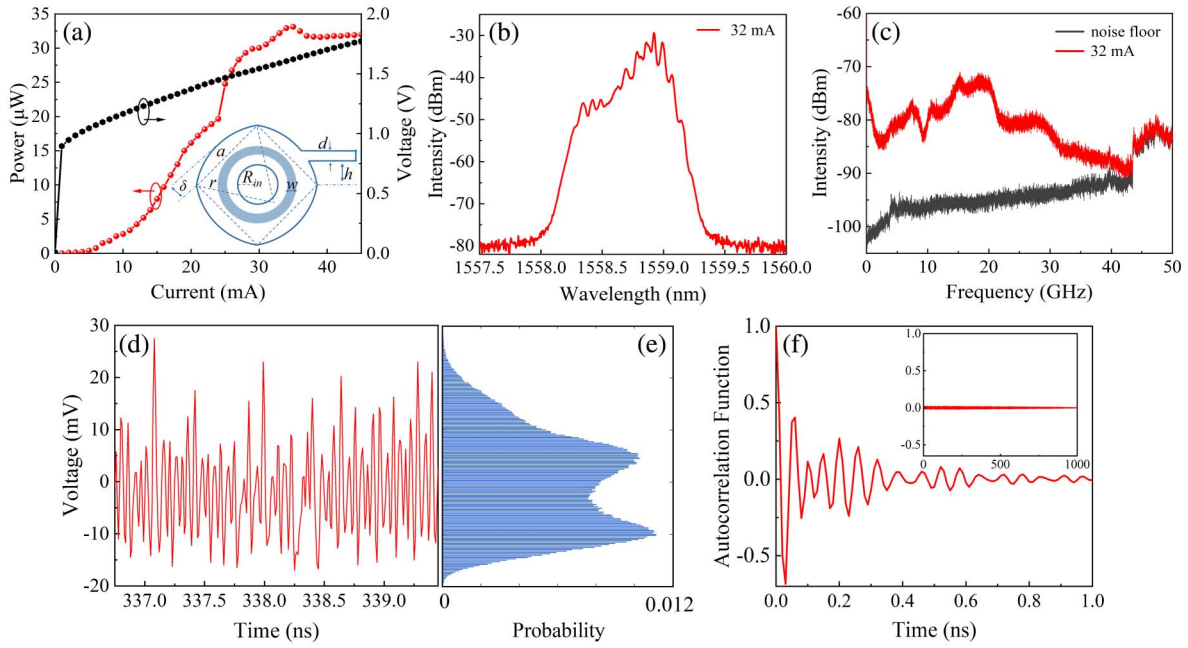 (a)
35
30
25
20
15
10
5
0
Power (μW)
2.0
1.5
1.0
0.5
0.0
Voltage (V)
0 10 20 30 40
Current (mA)
a
d
δ
r
R_in
w
h
(b)
32 mA
-30
-40
-50
-60
-70
-80
Intensity (dBm)
1557.5 1558.0 1558.5 1559.0 1559.5 1560.0
Wavelength (nm)
(c)
noise floor
32 mA
-60
-80
-100
Intensity (dBm)
0 10 20 30 40 50
Frequency (GHz)
(d)
30
20
10
0
-10
-20
Voltage (mV)
337.0 337.5 338.0 338.5 339.0
Time (ns)
(e)
0 0.012
Probability
(f)
1.0
0.5
0.0
-0.5
Autocorrelation Function
0.0 0.2 0.4 0.6 0.8 1.0
Time (ns)
1.0
0.5
0.0
-0.5
0 500 1000